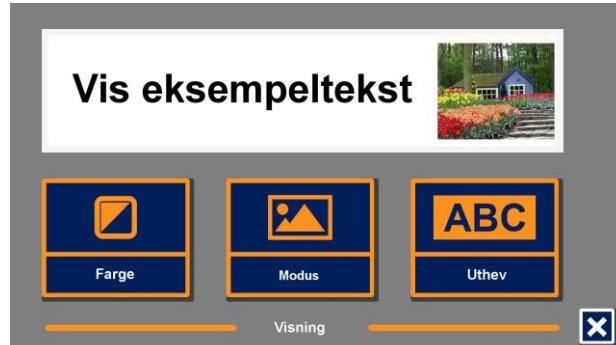 Vis eksempeltekst
ABC
Farge
Modus
Uthev
Visning